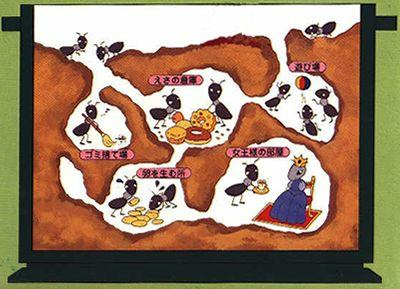 えさの倉庫
遊び場
ゴミ捨て場
女王様の部屋
卵を生む所